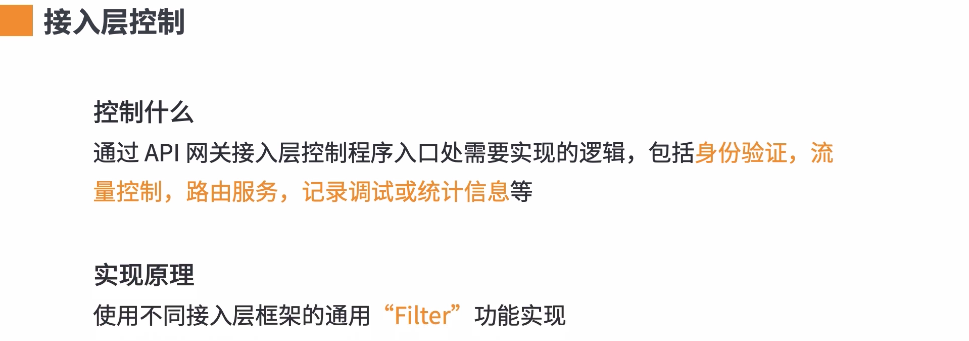 接入层控制
控制什么
通过 API 网关接入层控制程序入口处需要实现的逻辑，包括身份验证，流
量控制，路由服务，记录调试或统计信息等
实现原理
使用不同接入层框架的通用“Filter”功能实现